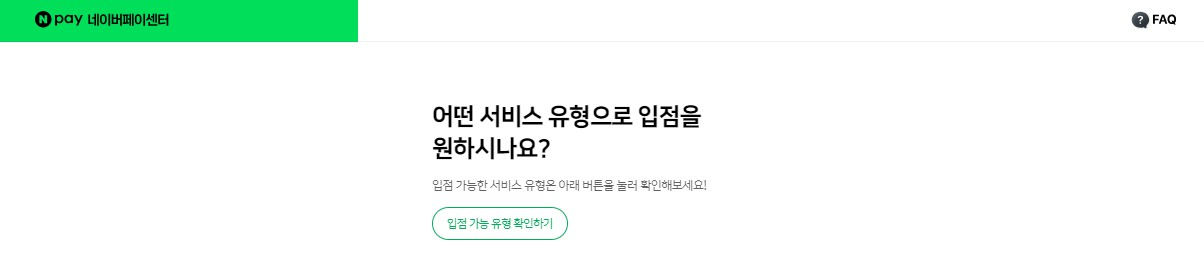 N pay 네이버페이센터
? FAQ
어떤 서비스 유형으로 입점을
원하시나요?
입점 가능한 서비스 유형은 아래 버튼을 눌러 확인해보세요!
입점 가능 유형 확인하기